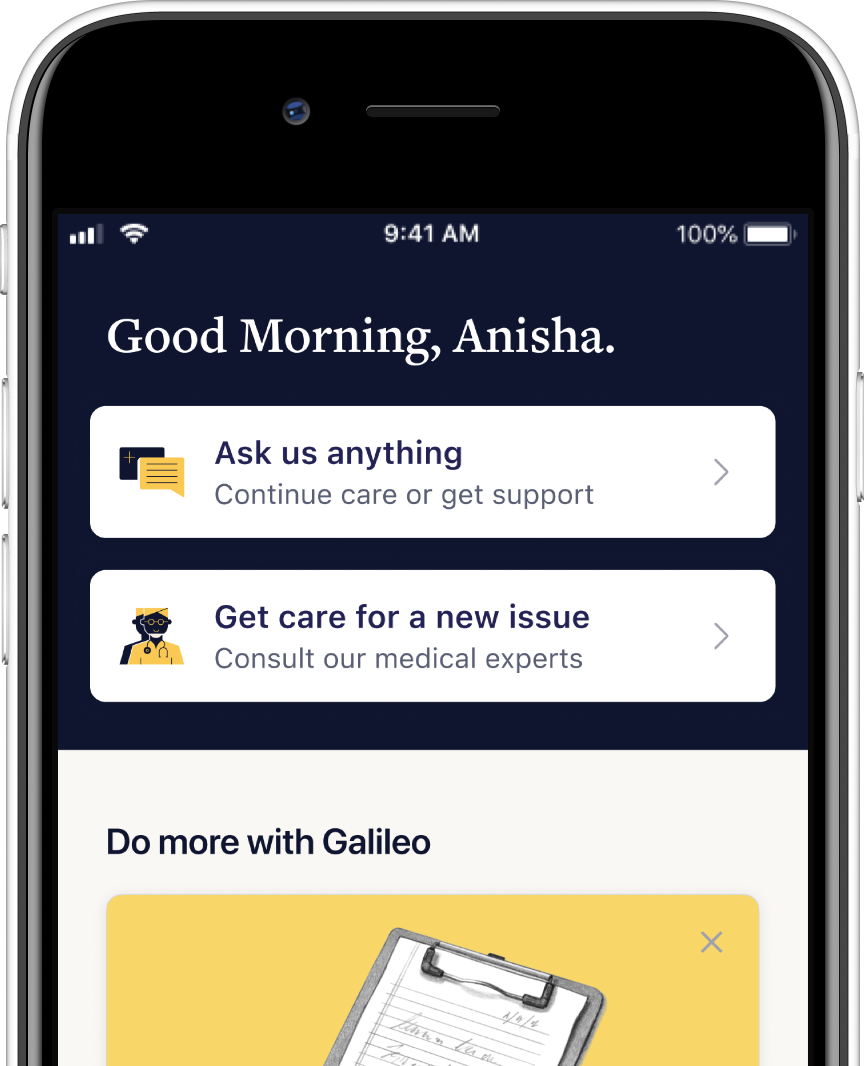 9:41 AM
100%
Good Morning, Anisha.
Ask us anything
Continue care or get support
Get care for a new issue
Consult our medical experts
Do more with Galileo